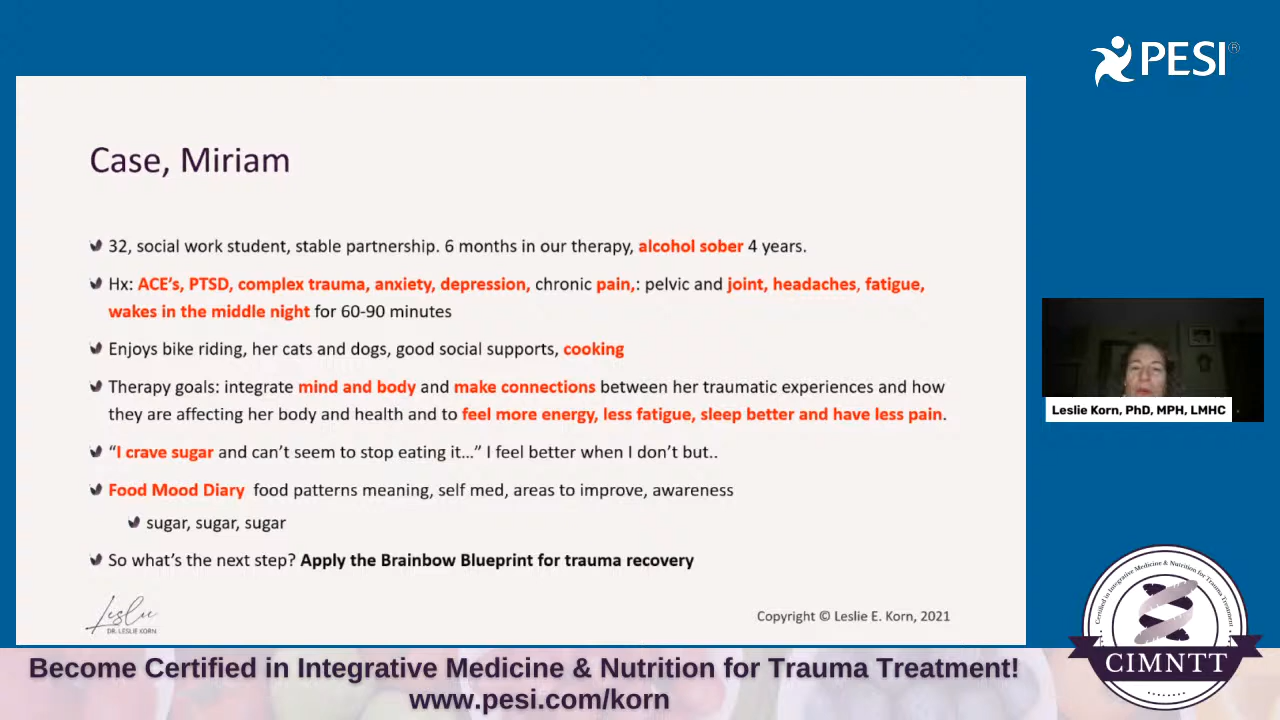 PESI®
Case, Miriam
32, social work student, stable partnership. 6 months in our therapy, alcohol sober 4 years.
Hx: ACE's, PTSD, complex trauma, anxiety, depression, chronic pain,: pelvic and joint, headaches, fatigue,
wakes in the middle night for 60-90 minutes
Enjoys bike riding, her cats and dogs, good social supports, cooking
Therapy goals: integrate mind and body and make connections between her traumatic experiences and how
they are affecting her body and health and to feel more energy, less fatigue, sleep better and have less pain.
“I crave sugar and can't seem to stop eating it…” I feel better when I don't but..
Food Mood Diary food patterns meaning, self med, areas to improve, awareness
sugar, sugar, sugar
So what's the next step? Apply the Brainbow Blueprint for trauma recovery
Leslie
DR. LESLIE KORN
Copyright © Leslie E. Korn, 2021
Leslie Korn, PhD, MPH, LMHC
Certified in Integrative Medicine & Nutrition for Trauma Treatment
CIMNTT
Become Certified in Integrative Medicine & Nutrition for Trauma Treatment!
www.pesi.com/korn